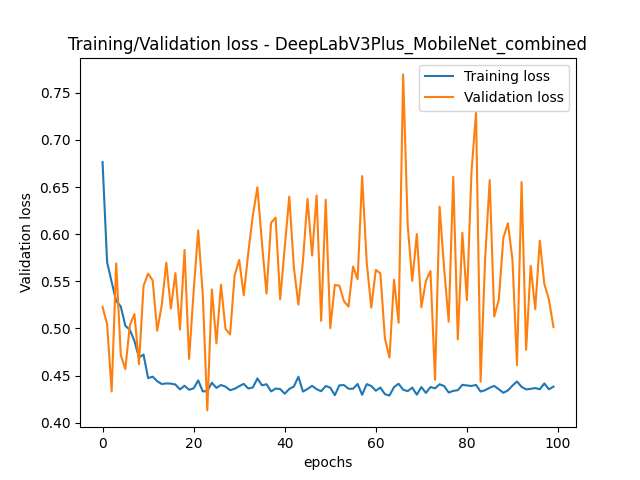 Training/Validation loss - DeepLabV3Plus_MobileNet_combined
Training loss
Validation loss
Validation loss
0.75
0.70
0.65
0.60
0.55
0.50
0.45
0.40
0
20
40
60
80
100
epochs